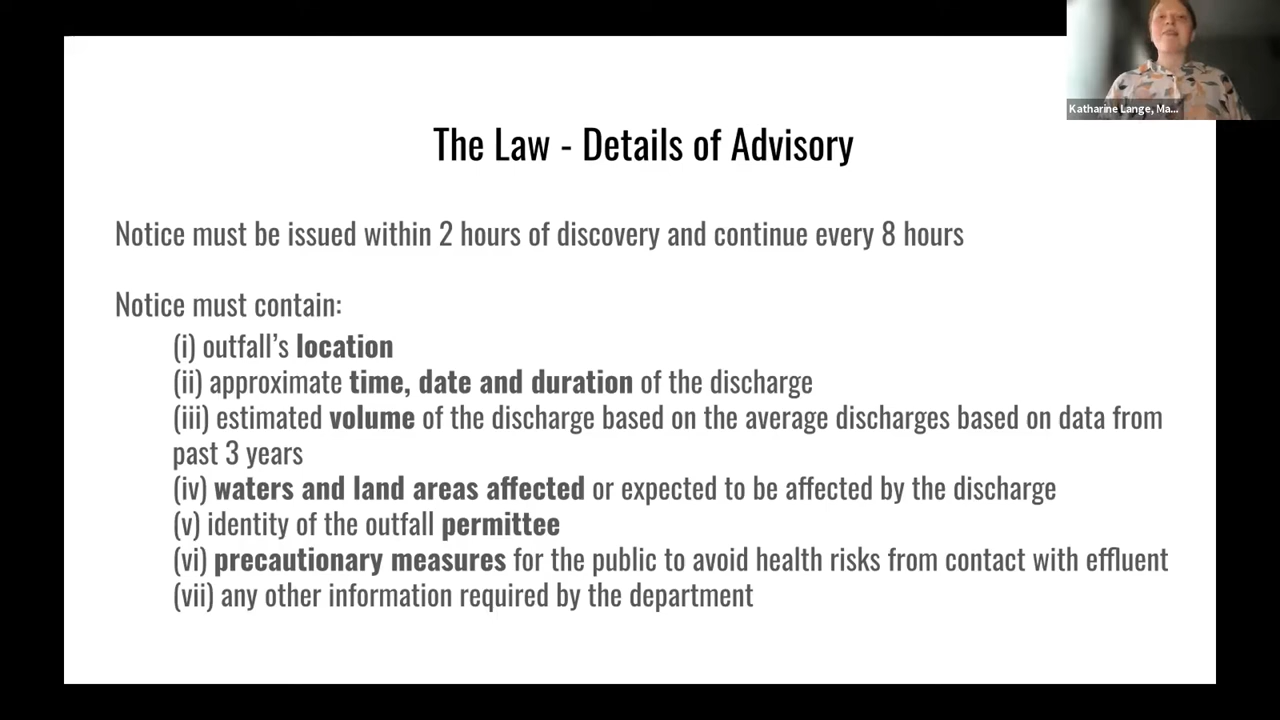 Katharine Lange, Ma...
The Law - Details of Advisory
Notice must be issued within 2 hours of discovery and continue every 8 hours
Notice must contain:
(i) outfall's location
(ii) approximate time, date and duration of the discharge
(iii) estimated volume of the discharge based on the average discharges based on data from
past 3 years
(iv) waters and land areas affected or expected to be affected by the discharge
(v) identity of the outfall permittee
(vi) precautionary measures for the public to avoid health risks from contact with effluent
(vii) any other information required by the department